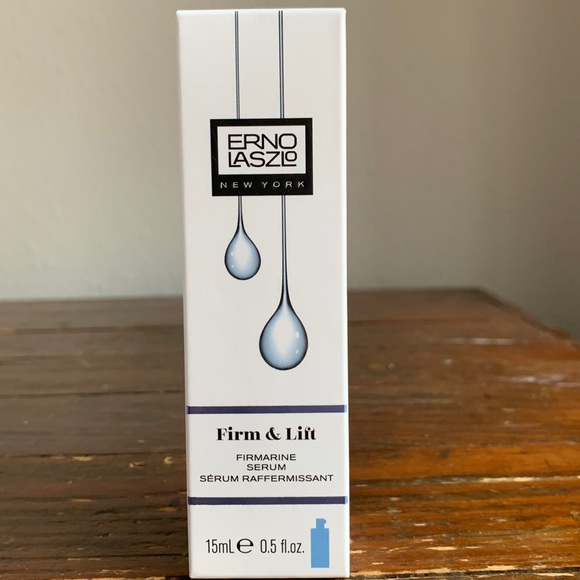 ERNO
LASZLO
NEW YORK
Firm & Lift
FIRMARINE
SERUM
SÉRUM RAFFERMISSANT
15mL℮ 0.5 fl.oz.